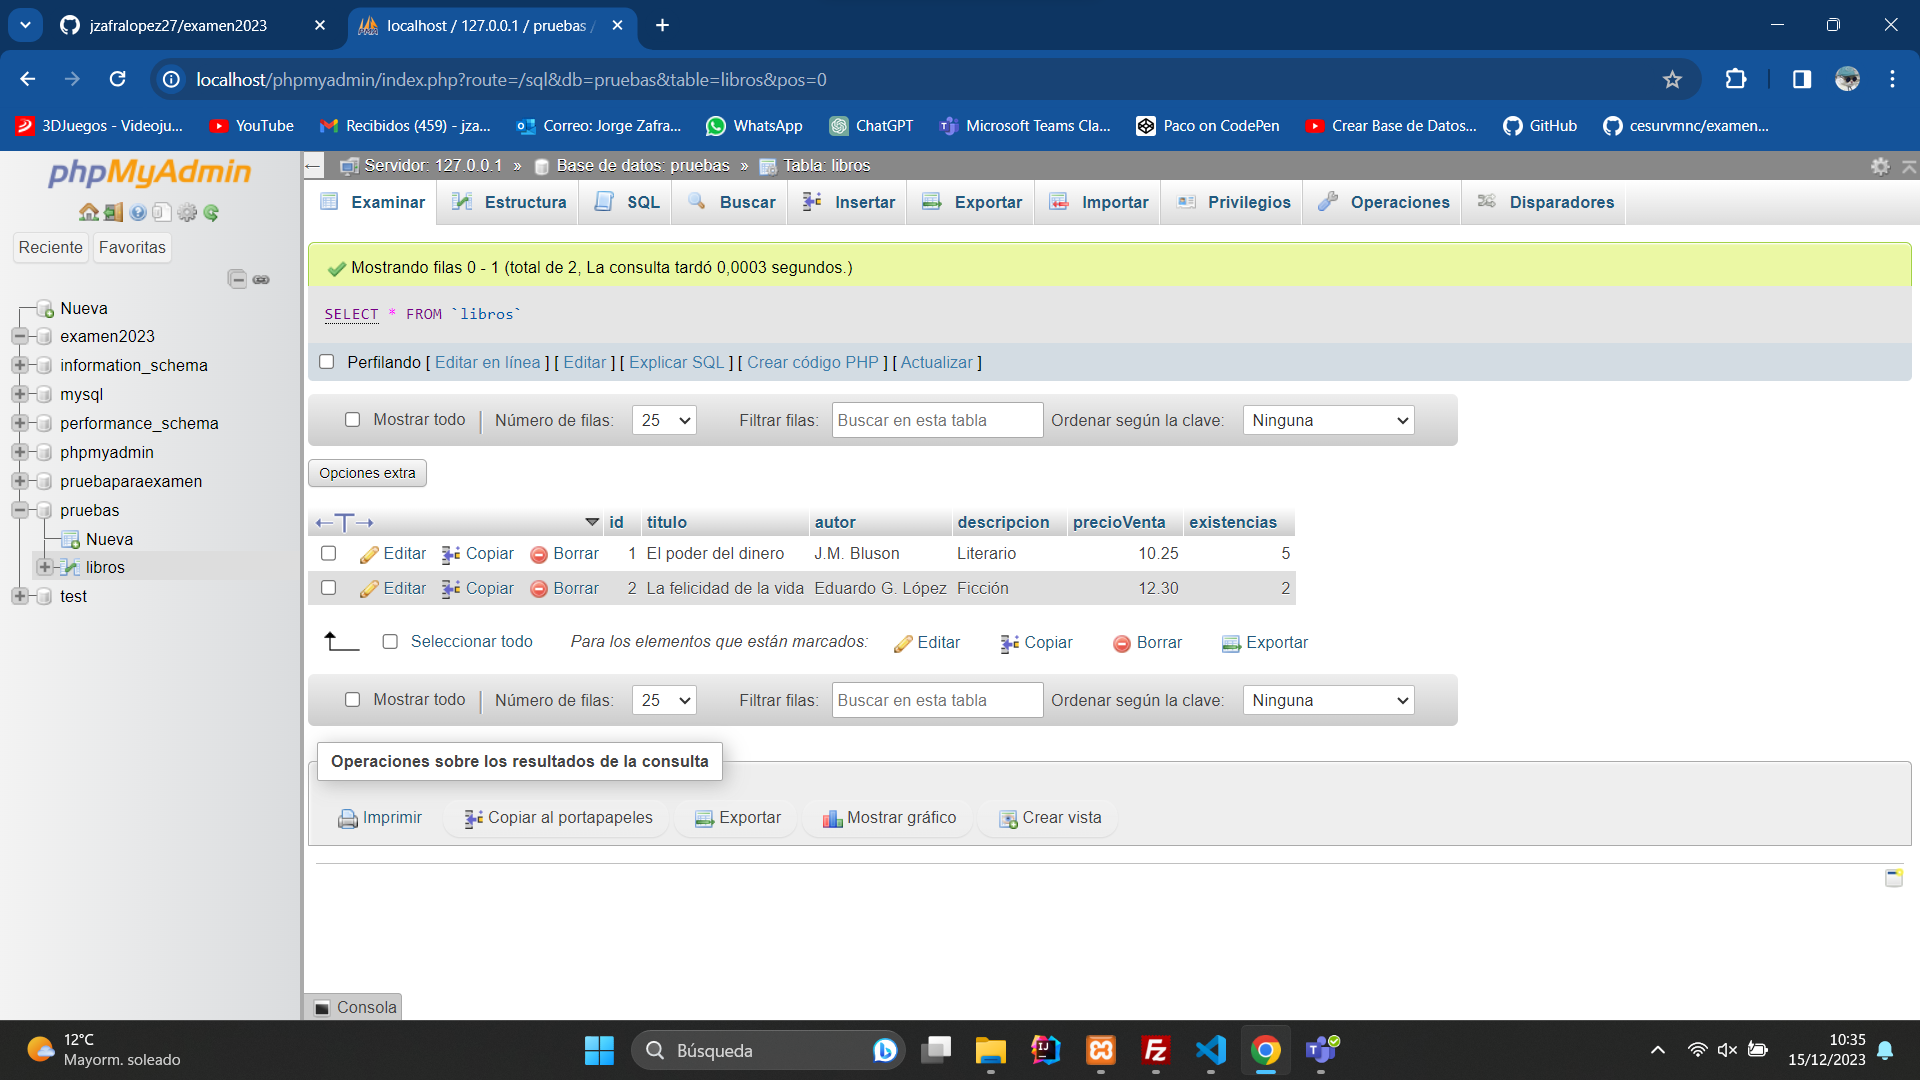 jzafralopez27/examen2023
localhost / 127.0.0.1 / pruebas /
localhost/phpmyadmin/index.php?route=/sql&db=pruebas&table=libros&pos=0
3DJuegos - Videoju...
YouTube
Recibidos (459) - jza...
Correo: Jorge Zafra...
WhatsApp
ChatGPT
Microsoft Teams Cla...
Paco on CodePen
Crear Base de Datos...
GitHub
cesurvmnc/examen...
phpMyAdmin
Reciente
Favoritas
Nueva
examen2023
information_schema
mysql
performance_schema
phpmyadmin
pruebaparaexamen
pruebas
Nueva
libros
test
Servidor: 127.0.0.1 » Base de datos: pruebas » Tabla: libros
Examinar
Estructura
SQL
Buscar
Insertar
Exportar
Importar
Privilegios
Operaciones
Disparadores
Mostrando filas 0 - 1 (total de 2, La consulta tardó 0,0003 segundos.)
SELECT * FROM `libros`
Perfilando [ Editar en línea ] [ Editar ] [ Explicar SQL ] [ Crear código PHP ] [ Actualizar ]
Mostrar todo | Número de filas: 25 Filtrar filas: Buscar en esta tabla Ordenar según la clave: Ninguna
Opciones extra
id titulo autor descripcion precioVenta existencias
Editar Copiar Borrar 1 El poder del dinero J.M. Bluson Literario 10.25 5
Editar Copiar Borrar 2 La felicidad de la vida Eduardo G. López Ficción 12.30 2
Seleccionar todo Para los elementos que están marcados: Editar Copiar Borrar Exportar
Mostrar todo | Número de filas: 25 Filtrar filas: Buscar en esta tabla Ordenar según la clave: Ninguna
Operaciones sobre los resultados de la consulta
Imprimir Copiar al portapapeles Exportar Mostrar gráfico Crear vista
Consola
12°C
Mayorm. soleado
Búsqueda
10:35
15/12/2023